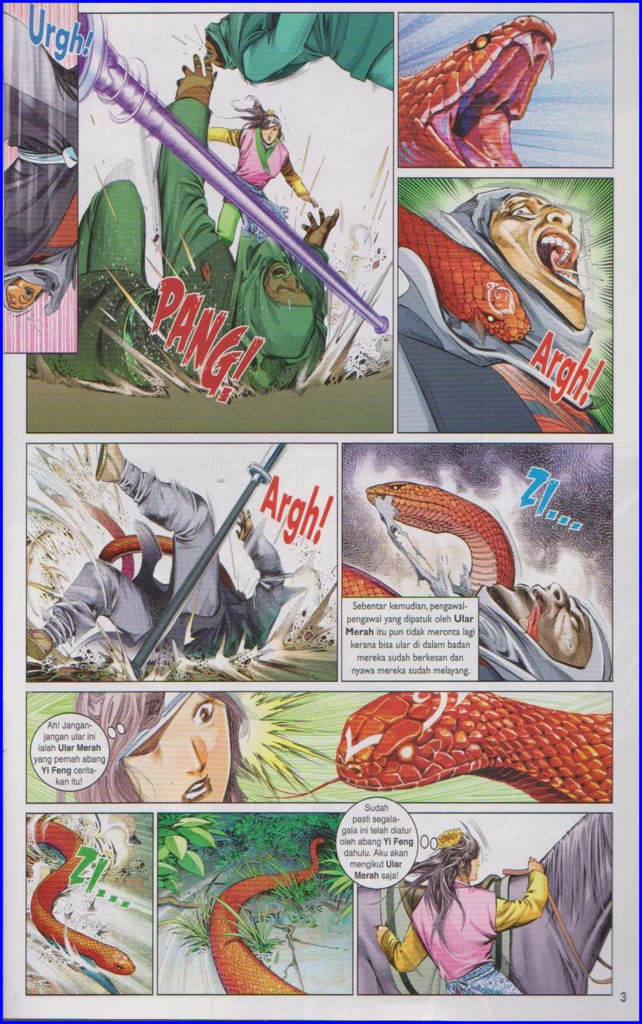 Urgh!
PANG!
Argh!
Argh!
ZI...
Sebentar kemudian, pengawal-
pengawal yang dipatuk oleh Ular
Merah itu pun tidak meronta lagi
kerana bisa ular di dalam badan
mereka sudah berkesan dan
nyawa mereka sudah melayang.
Ah! Jangan-
jangan ular ini
ialah Ular Merah
yang pernah abang
Yi Feng cerita-
kan itu!
ZI...
Sudah
pasti segala-
gala ini telah diatur
oleh abang Yi Feng
dahulu. Aku akan
mengikut Ular
Merah saja!
3